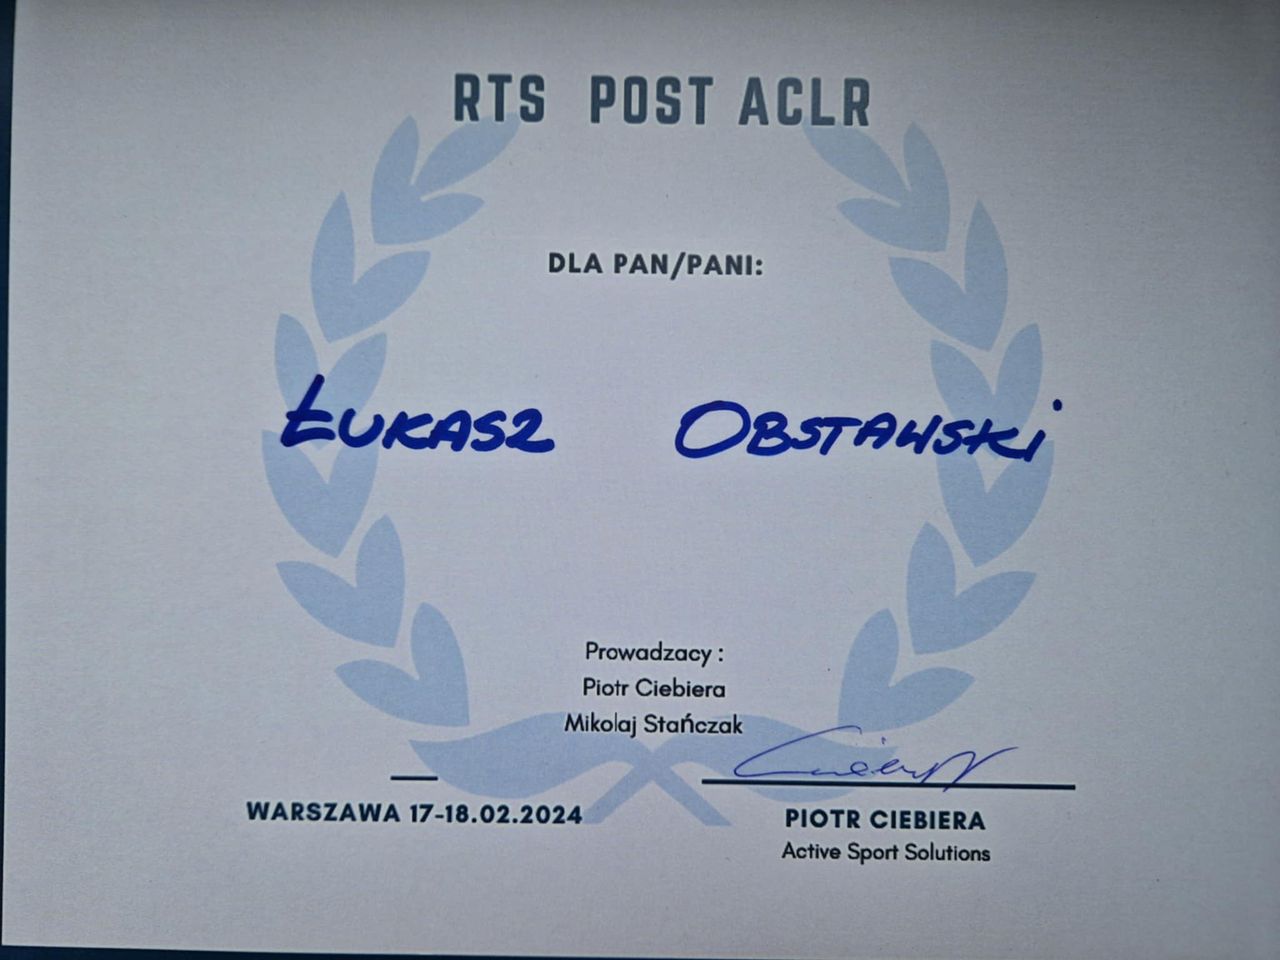 RTS POST ACLR
DLA PAN/PANI:
ŁUKASZ OBSTAWSKi
Prowadzacy :
Piotr Ciebiera
Mikolaj Stańczak
WARSZAWA 17-18.02.2024
PIOTR CIEBIERA
Active Sport Solutions